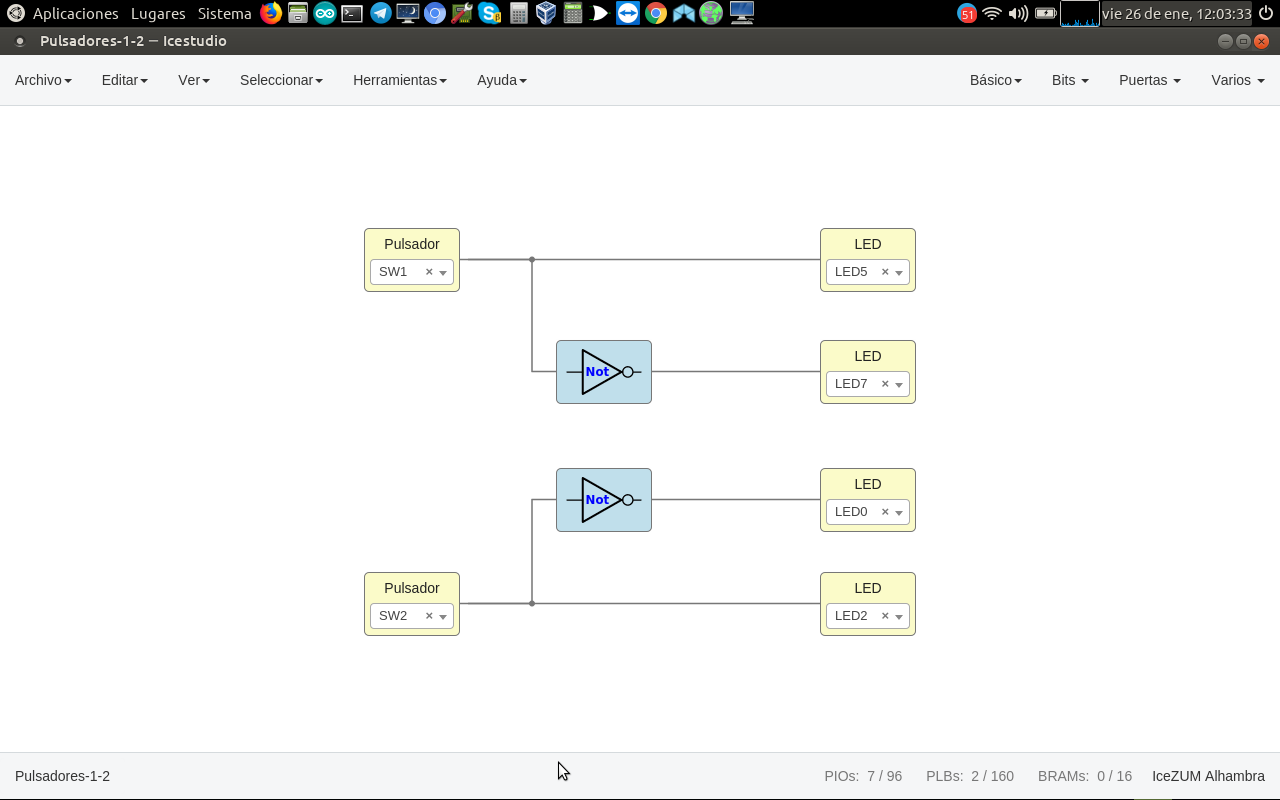 Aplicaciones Lugares Sistema 51 vie 26 de ene, 12:03:33
Pulsadores-1-2 — Icestudio
Archivo Editar Ver Seleccionar Herramientas Ayuda Básico Bits Puertas Varios
Pulsador LED
SW1 × LED5 ×
LED
Not LED7 ×
LED
Not LED0 ×
Pulsador LED
SW2 × LED2 ×
Pulsadores-1-2 PIOs: 7 / 96 PLBs: 2 / 160 BRAMs: 0 / 16 IceZUM Alhambra